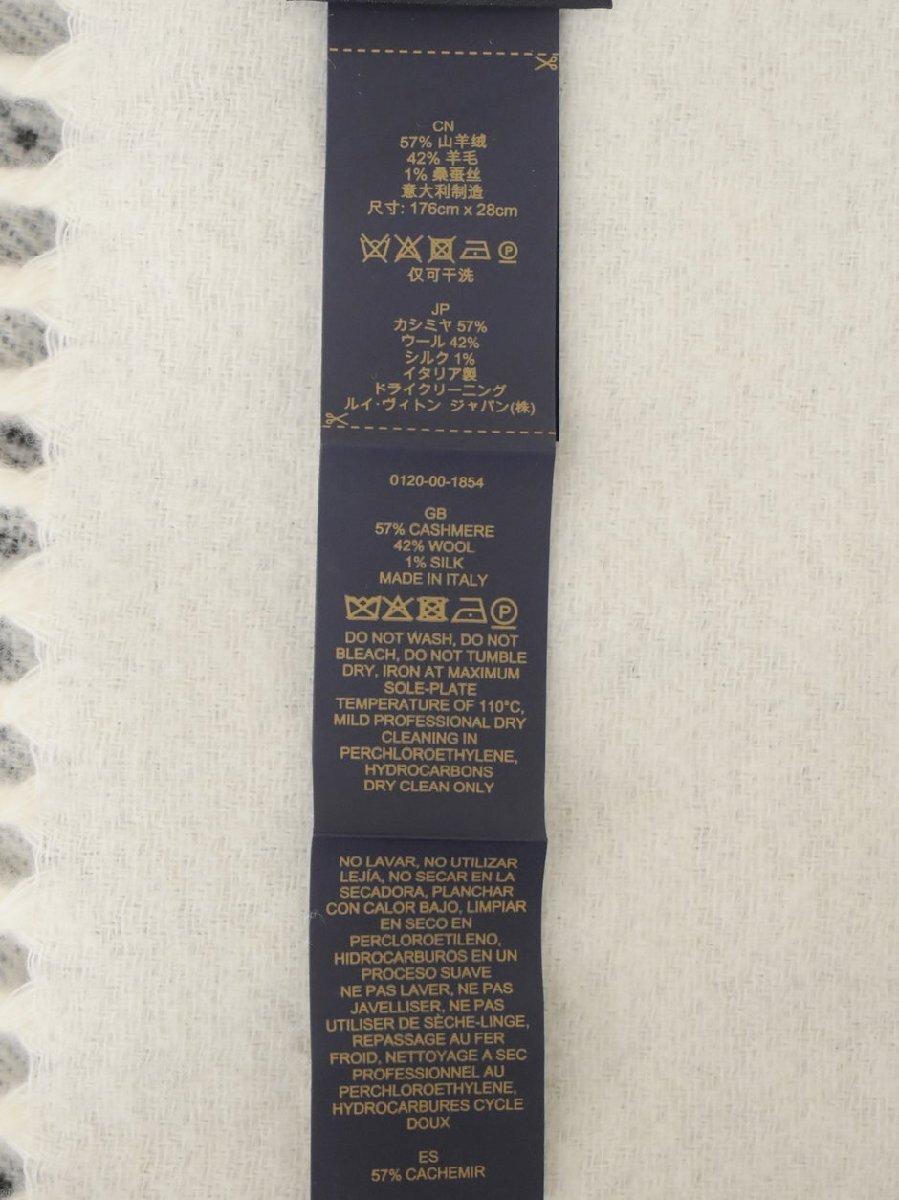 CN
57% 山羊绒
42% 羊毛
1% 桑蚕丝
意大利制造
尺寸: 176cm x 28cm
P
仅可干洗
JP
カシミヤ 57%
ウール 42%
シルク 1%
イタリア製
ドライクリーニング
ルイ·ヴィトン ジャパン(株)
0120-00-1854
GB
57% CASHMERE
42% WOOL
1% SILK
MADE IN ITALY
P
DO NOT WASH, DO NOT
BLEACH, DO NOT TUMBLE
DRY, IRON AT MAXIMUM
SOLE-PLATE
TEMPERATURE OF 110°C,
MILD PROFESSIONAL DRY
CLEANING IN
PERCHLOROETHYLENE,
HYDROCARBONS
DRY CLEAN ONLY
NO LAVAR, NO UTILIZAR
LEJÍA, NO SECAR EN LA
SECADORA, PLANCHAR
CON CALOR BAJO, LIMPIAR
EN SECO EN
PERCLOROETILENO,
HIDROCARBUROS EN UN
PROCESO SUAVE
NE PAS LAVER, NE PAS
JAVELLISER, NE PAS
UTILISER DE SÈCHE-LINGE,
REPASSAGE AU FER
FROID, NETTOYAGE A SEC
PROFESSIONNEL AU
PERCHLOROETHYLENE,
HYDROCARBURES CYCLE
DOUX
ES
57% CACHEMIR